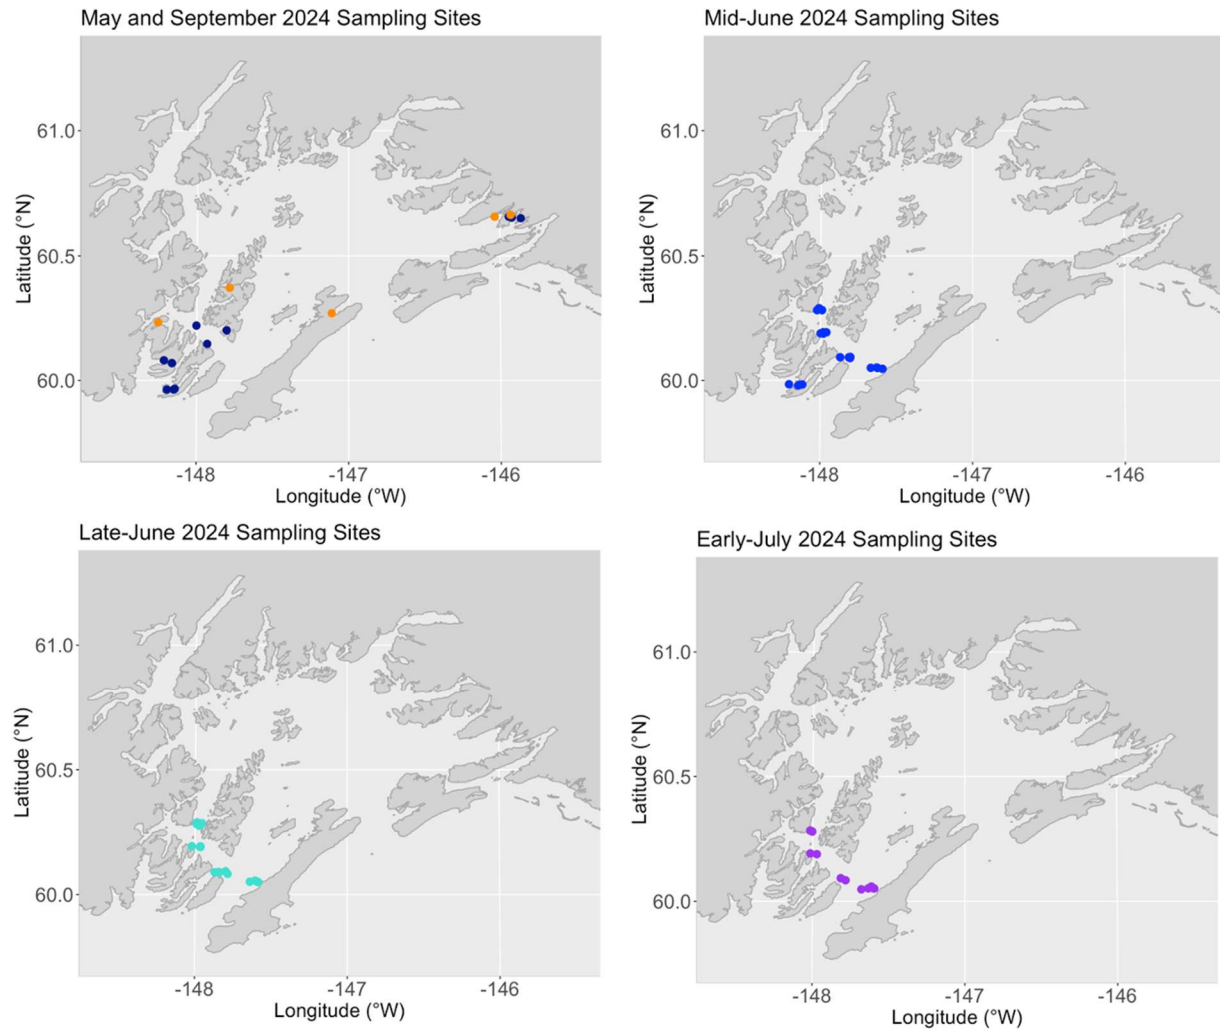 May and September 2024 Sampling Sites
61.0
60.5
60.0
Latitude (°N)
-148
-147
-146
Longitude (°W)
Mid-June 2024 Sampling Sites
61.0
60.5
60.0
Latitude (°N)
-148
-147
-146
Longitude (°W)
Late-June 2024 Sampling Sites
61.0
60.5
60.0
Latitude (°N)
-148
-147
-146
Longitude (°W)
Early-July 2024 Sampling Sites
61.0
60.5
60.0
Latitude (°N)
-148
-147
-146
Longitude (°W)